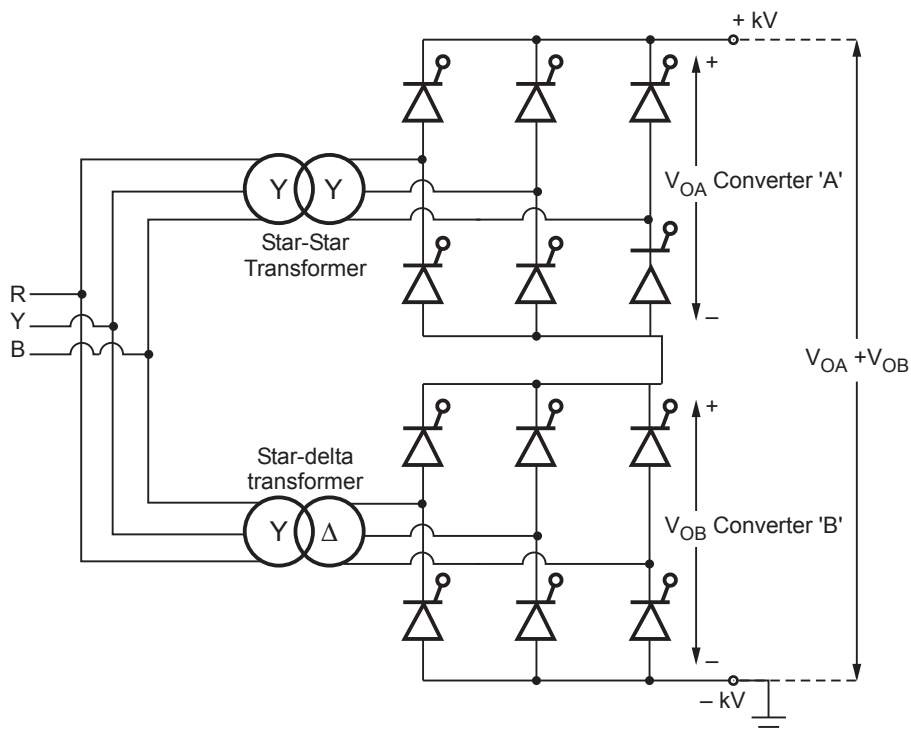 + kV
+
V_OA Converter 'A'
–
Y Y
Star-Star
Transformer
R
Y
B
V_OA +V_OB
Star-delta
transformer
Y Δ
+
V_OB Converter 'B'
–
– kV